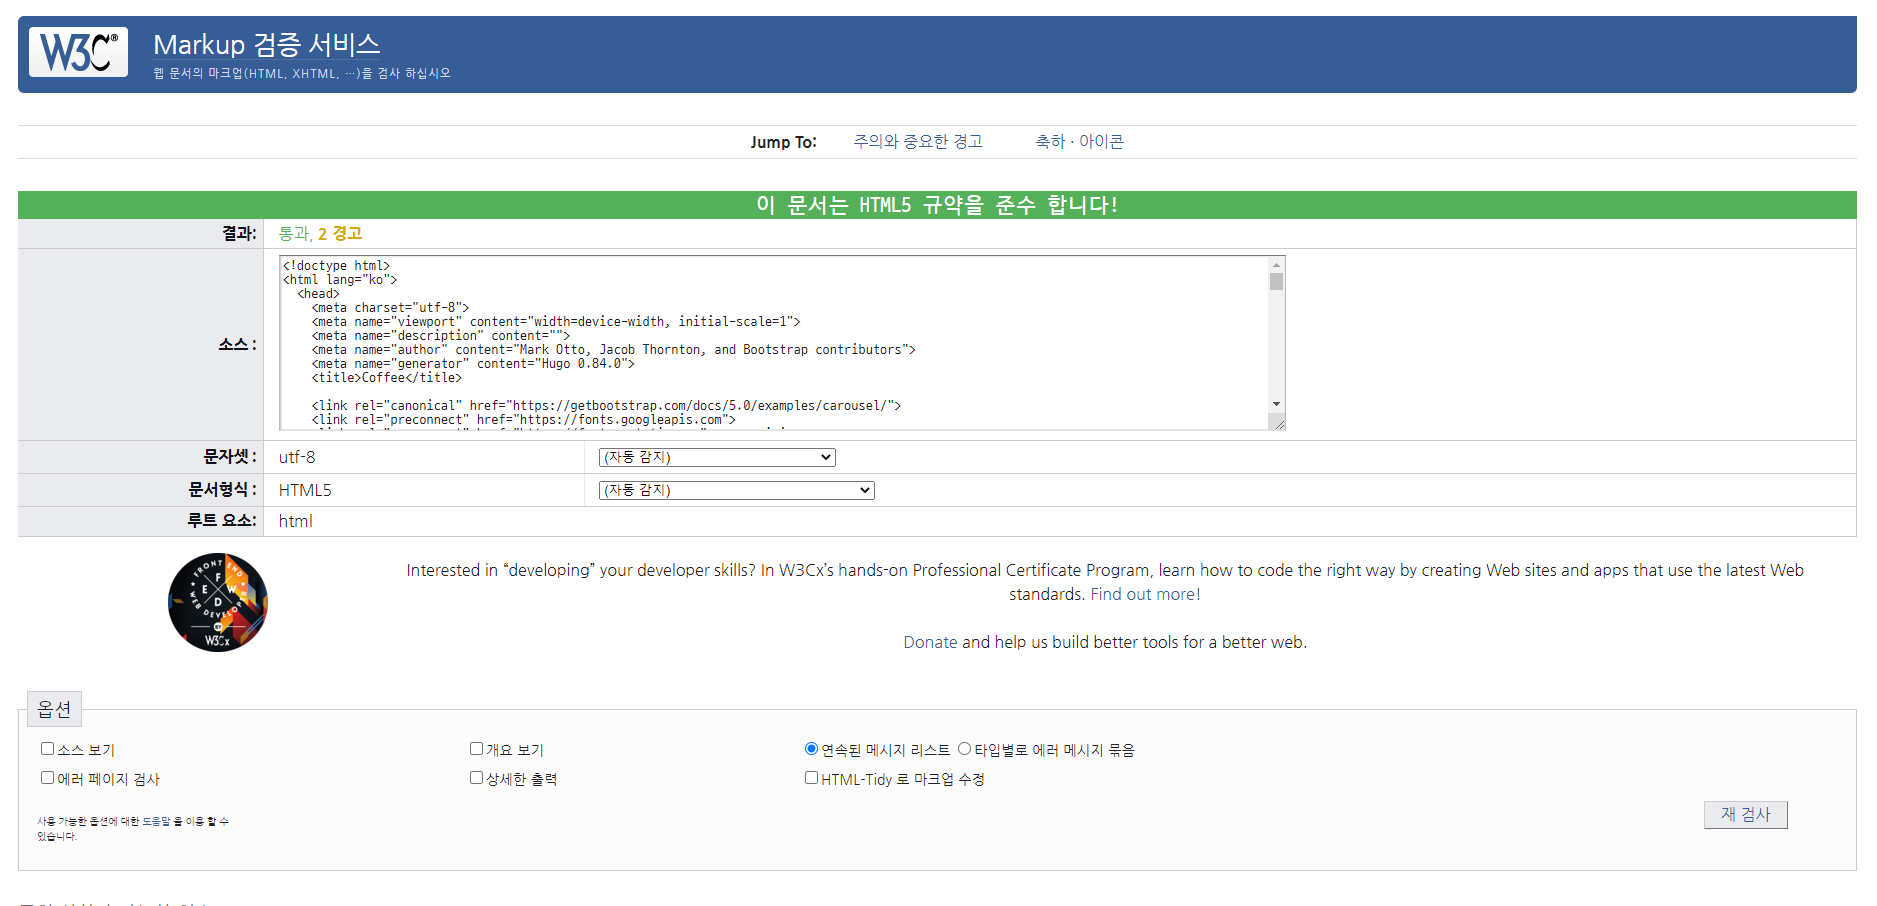 W3C®
Markup 검증 서비스
웹 문서의 마크업(HTML, XHTML, …)을 검사 하십시오
Jump To: 주의와 중요한 경고 축하 · 아이콘
이 문서는 HTML5 규약을 준수 합니다!
결과: 통과, 2 경고
소스 :
<!doctype html>
<html lang="ko">
<head>
<meta charset="utf-8">
<meta name="viewport" content="width=device-width, initial-scale=1">
<meta name="description" content="">
<meta name="author" content="Mark Otto, Jacob Thornton, and Bootstrap contributors">
<meta name="generator" content="Hugo 0.84.0">
<title>Coffee</title>
<link rel="canonical" href="https://getbootstrap.com/docs/5.0/examples/carousel/">
<link rel="preconnect" href="https://fonts.googleapis.com">
문자셋 : utf-8 (자동 감지)
문서형식 : HTML5 (자동 감지)
루트 요소: html
FRONT END
WEB DEVELOPER
F E W D
BY
W3Cx
Interested in “developing” your developer skills? In W3Cx’s hands-on Professional Certificate Program, learn how to code the right way by creating Web sites and apps that use the latest Web
standards. Find out more!
Donate and help us build better tools for a better web.
옵션
소스 보기 개요 보기 연속된 메시지 리스트 타입별로 에러 메시지 묶음
에러 페이지 검사 상세한 출력 HTML-Tidy 로 마크업 수정
사용 가능한 옵션에 대한 도움말 을 이용 할 수
있습니다.
재 검사